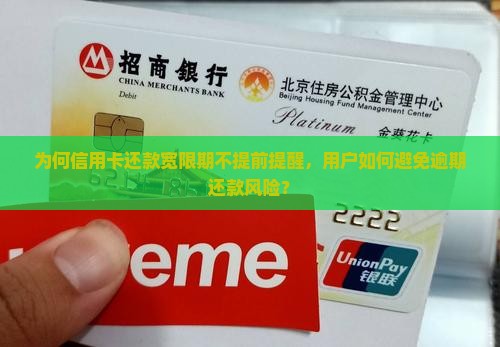 招商银行
CHINA MERCHANTS BANK
Debit
北京住房公积金管理中心
Beijing Housing Fund Management Center
Platinum
金葵花卡
为何信用卡还款宽限期不提前提醒，用户如何避免逾期
还款风险？
2222
reme
UnionPay
银联